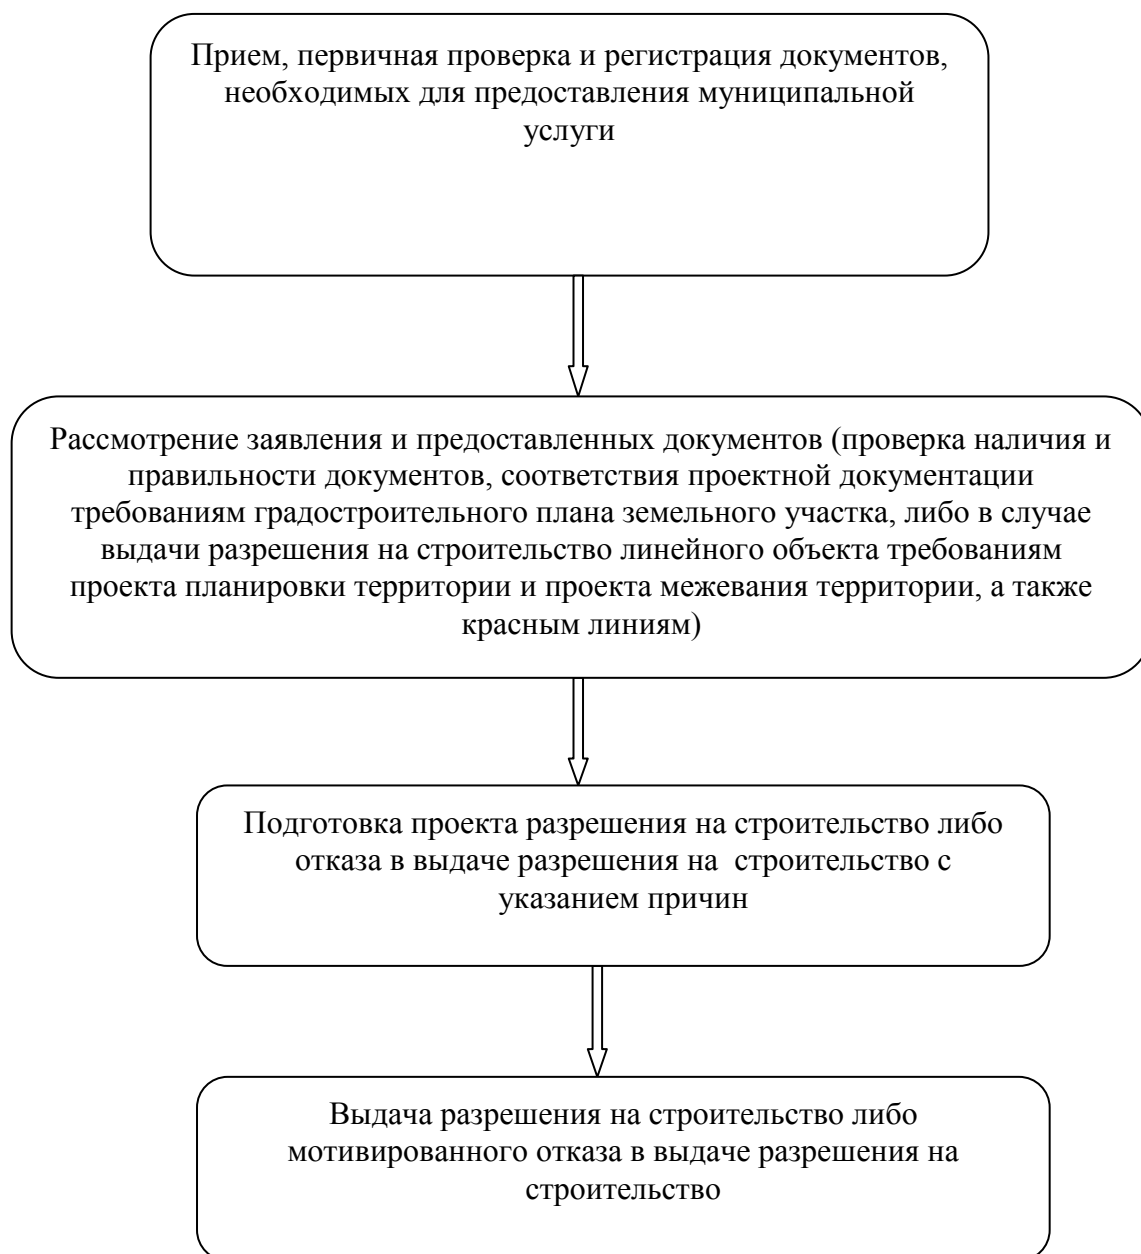 Прием, первичная проверка и регистрация документов,
необходимых для предоставления муниципальной
услуги
Рассмотрение заявления и предоставленных документов (проверка наличия и
правильности документов, соответствия проектной документации
требованиям градостроительного плана земельного участка, либо в случае
выдачи разрешения на строительство линейного объекта требованиям
проекта планировки территории и проекта межевания территории, а также
красным линиям)
Подготовка проекта разрешения на строительство либо
отказа в выдаче разрешения на  строительство с
указанием причин
Выдача разрешения на строительство либо
мотивированного отказа в выдаче разрешения на
строительство